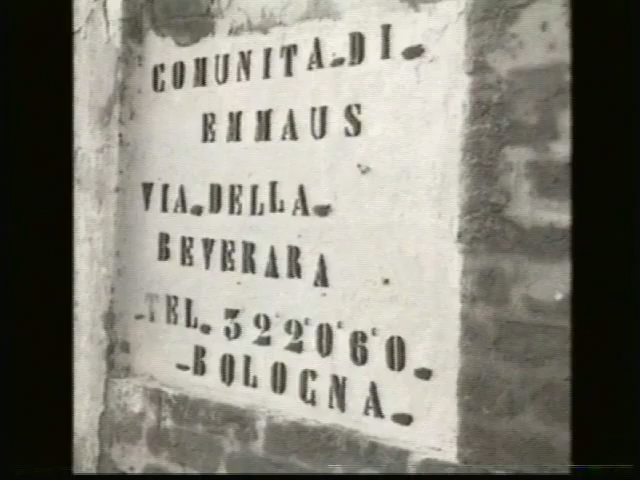 COMUNITA DI
EMMAUS
VIA DELLA
BEVERARA
TEL. 322060
BOLOGNA